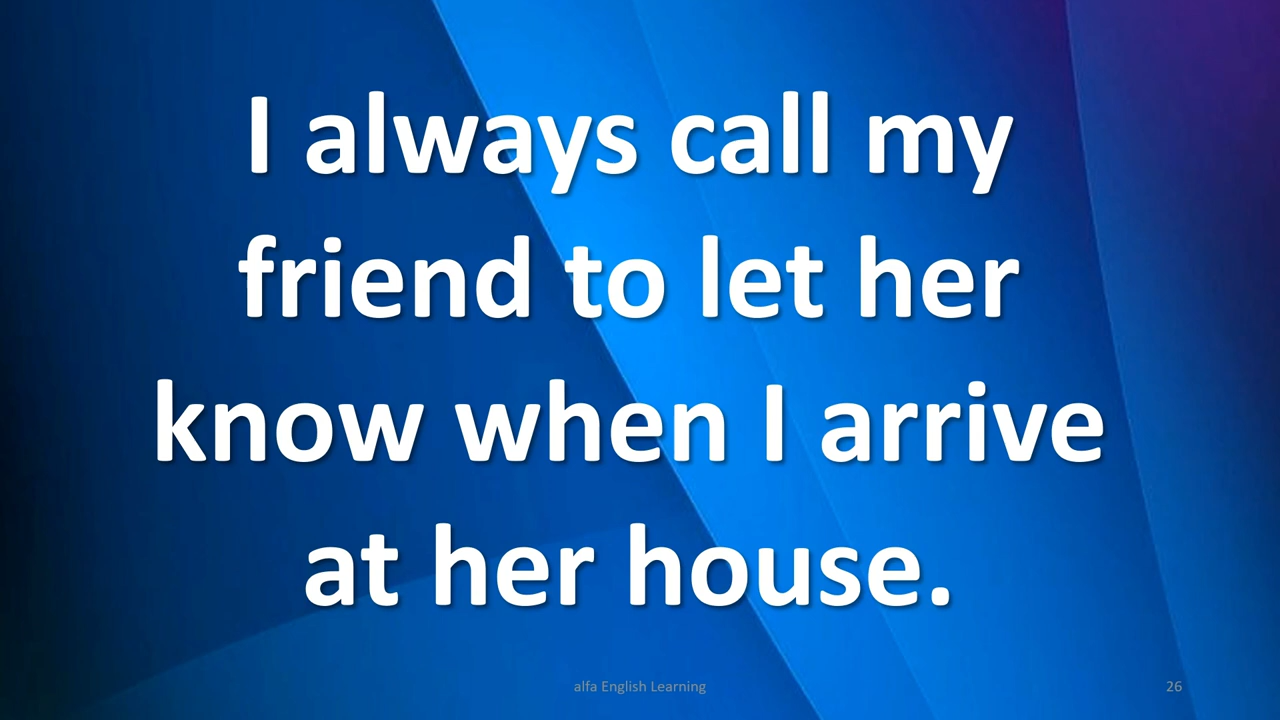 I always call my
friend to let her
know when I arrive
at her house.
alfa English Learning
26